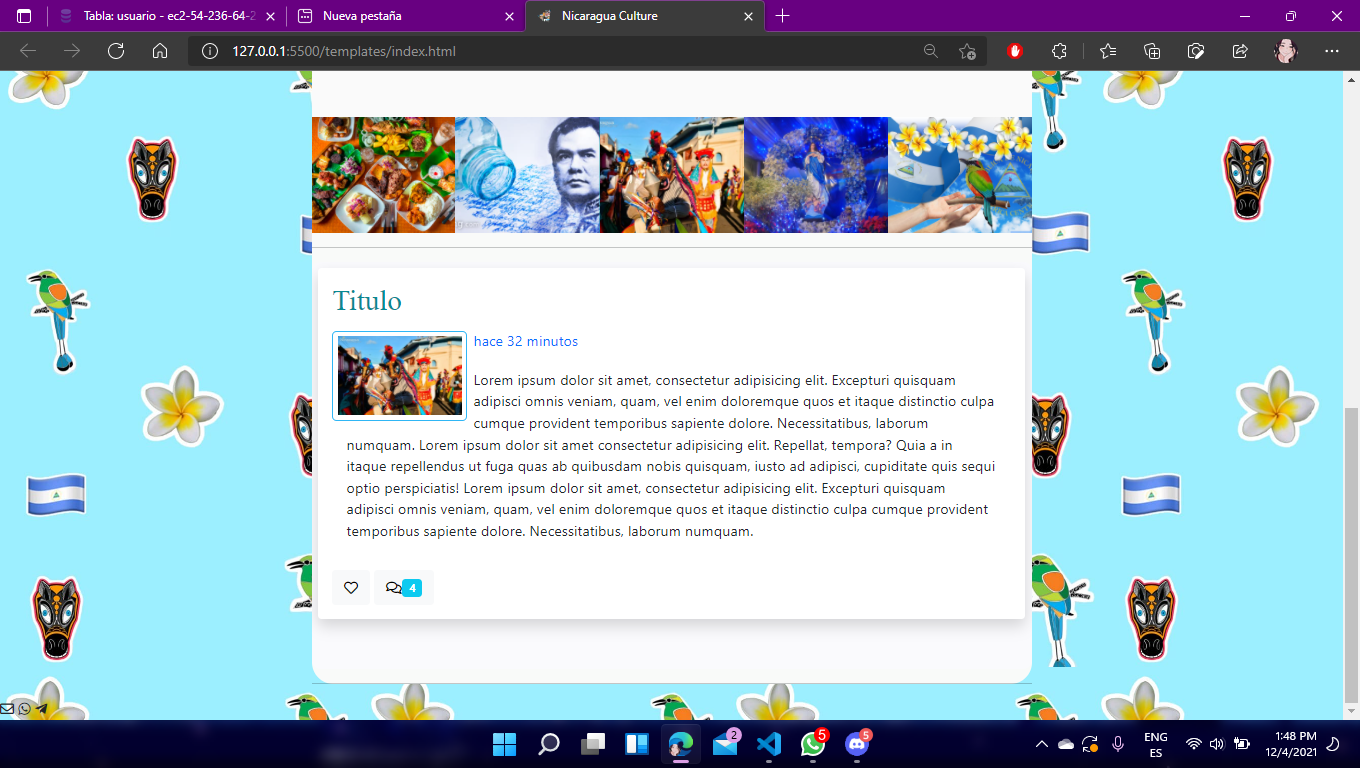 Tabla: usuario - ec2-54-236-64-2
Nueva pestaña
Nicaragua Culture
127.0.0.1:5500/templates/index.html
Titulo
hace 32 minutos
Lorem ipsum dolor sit amet, consectetur adipisicing elit. Excepturi quisquam
adipisci omnis veniam, quam, vel enim doloremque quos et itaque distinctio culpa
cumque provident temporibus sapiente dolore. Necessitatibus, laborum
numquam. Lorem ipsum dolor sit amet consectetur adipisicing elit. Repellat, tempora? Quia a in
itaque repellendus ut fuga quas ab quibusdam nobis quisquam, iusto ad adipisci, cupiditate quis sequi
optio perspiciatis! Lorem ipsum dolor sit amet, consectetur adipisicing elit. Excepturi quisquam
adipisci omnis veniam, quam, vel enim doloremque quos et itaque distinctio culpa cumque provident
temporibus sapiente dolore. Necessitatibus, laborum numquam.
4
2
5
5
ENG
ES
1:48 PM
12/4/2021